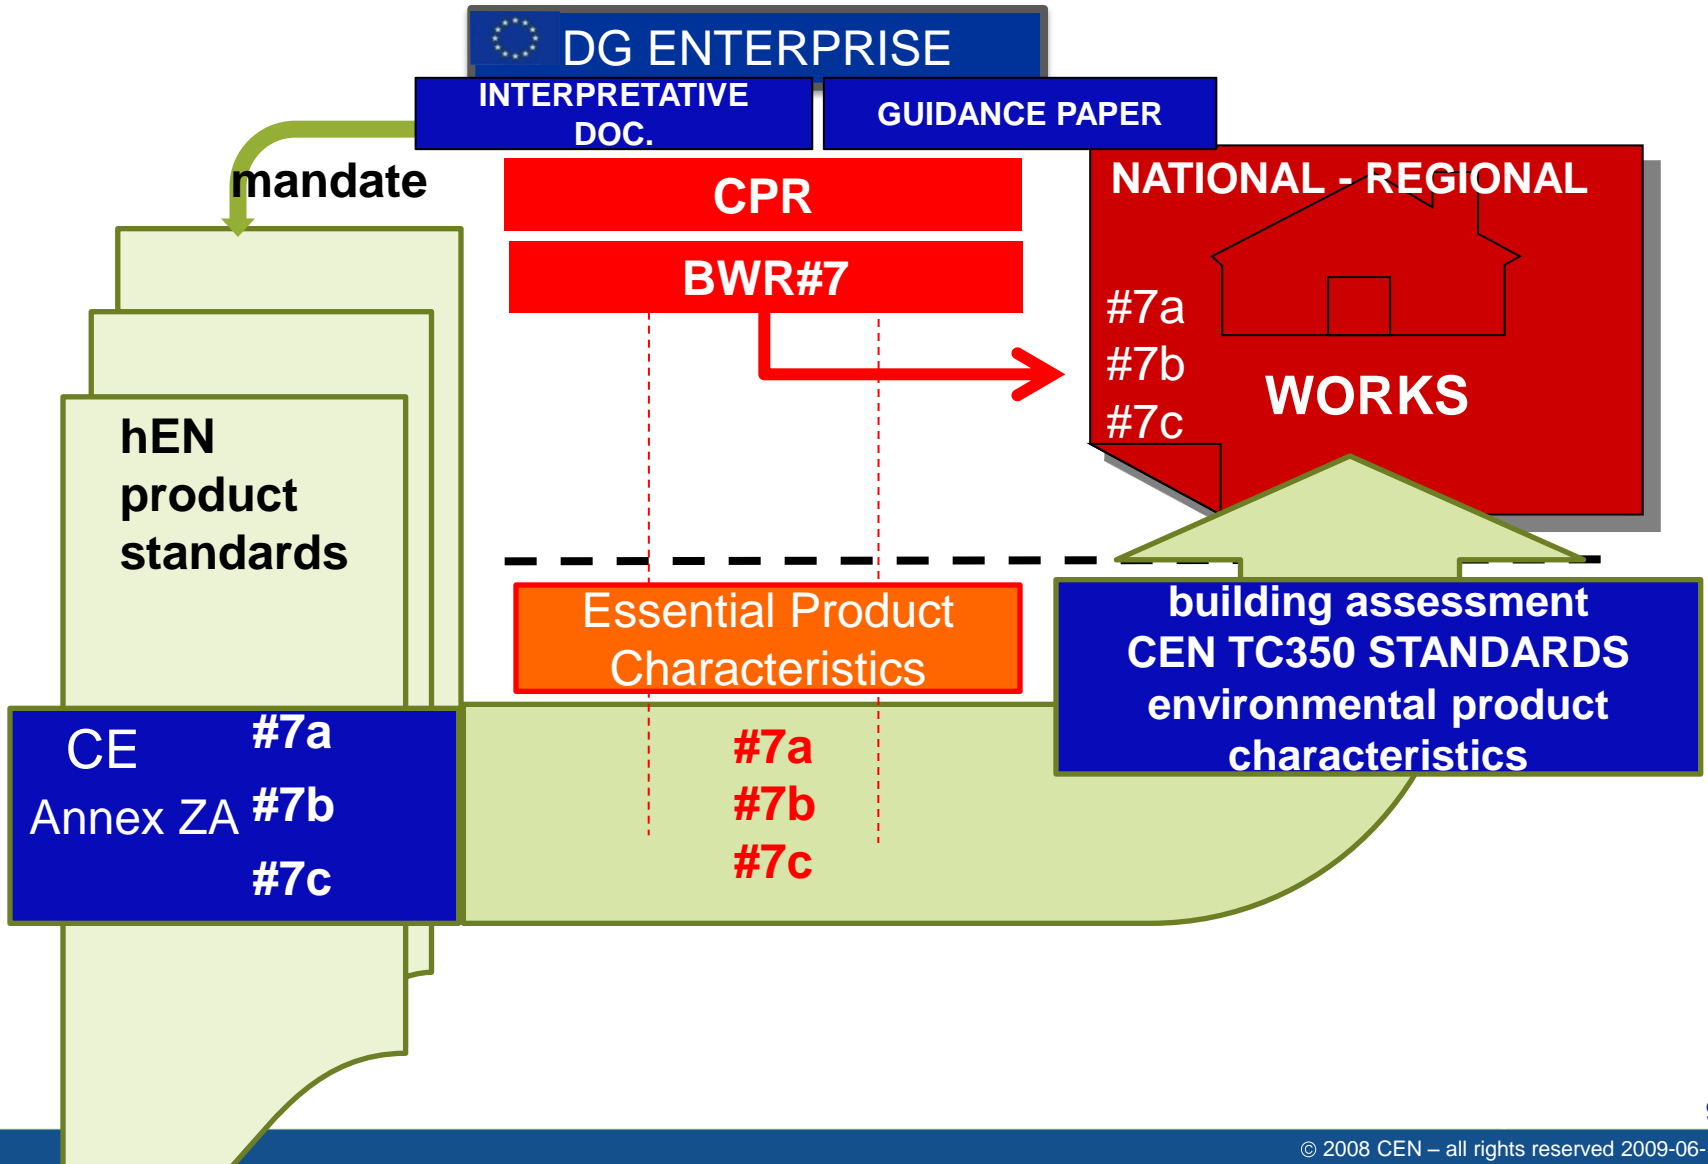 DG ENTERPRISE
INTERPRETATIVE
DOC.
GUIDANCE PAPER
mandate
CPR
BWR#7
NATIONAL - REGIONAL
#7a
#7b
#7c
WORKS
hEN
product
standards
Essential Product
Characteristics
building assessment
CEN TC350 STANDARDS
environmental product
characteristics
CE
Annex ZA
#7a
#7b
#7c
#7a
#7b
#7c
© 2008 CEN – all rights reserved 2009-06-